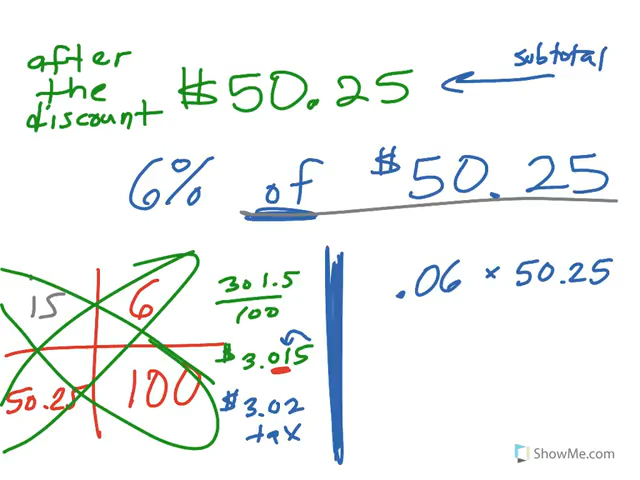 after
the
discount
$50.25
subtotal
6% of $50.25
6
50.25
100
301.5
100
$3.015
$3.02
tax
.06 × 50.25
ShowMe.com